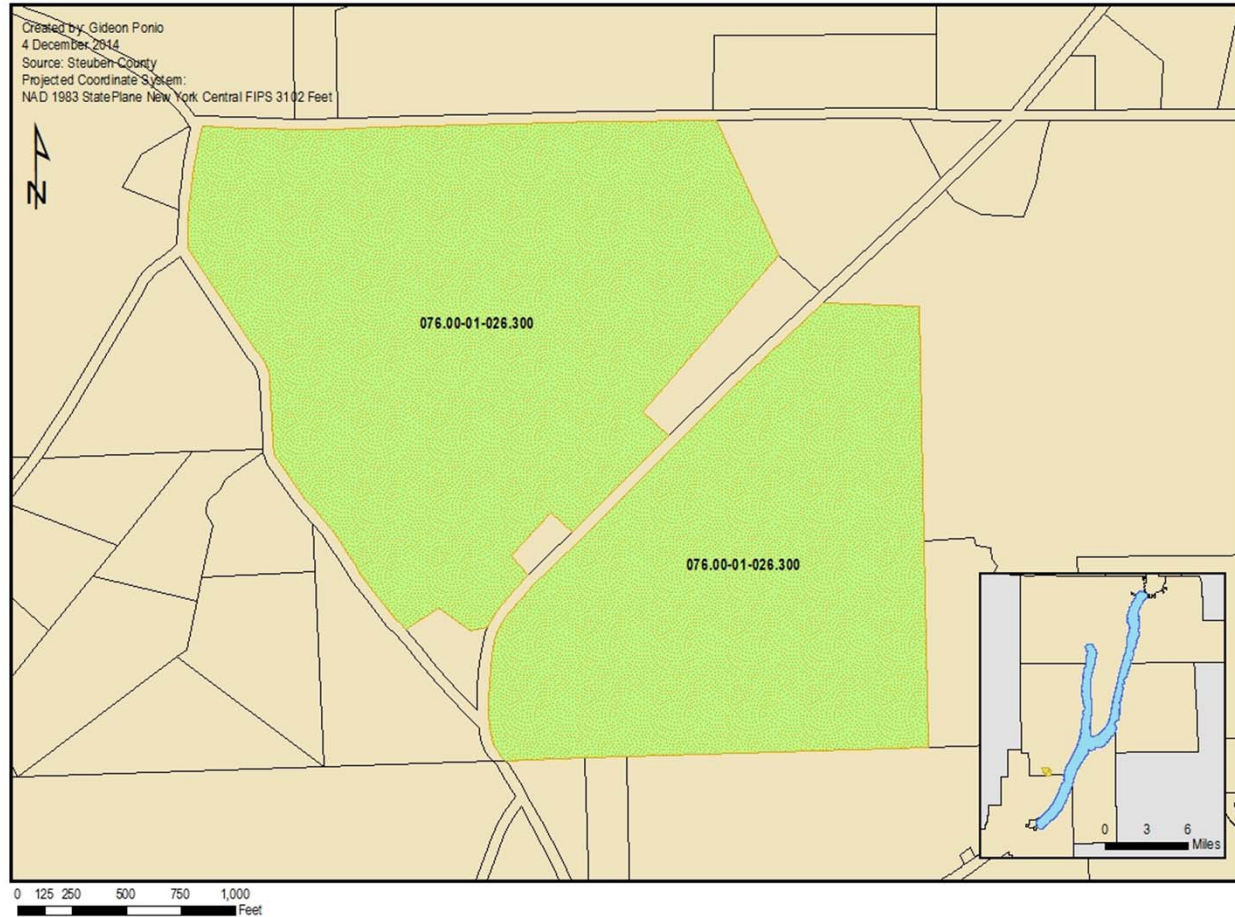 Created by: Gideon Ponio
4 December 2014
Source: Steuben County
Projected Coordinate System:
NAD 1983 StatePlane New York Central FIPS 3102 Feet
N
076.00-01-026.300
076.00-01-026.300
0 3 6
Miles
0 125 250 500 750 1,000
Feet